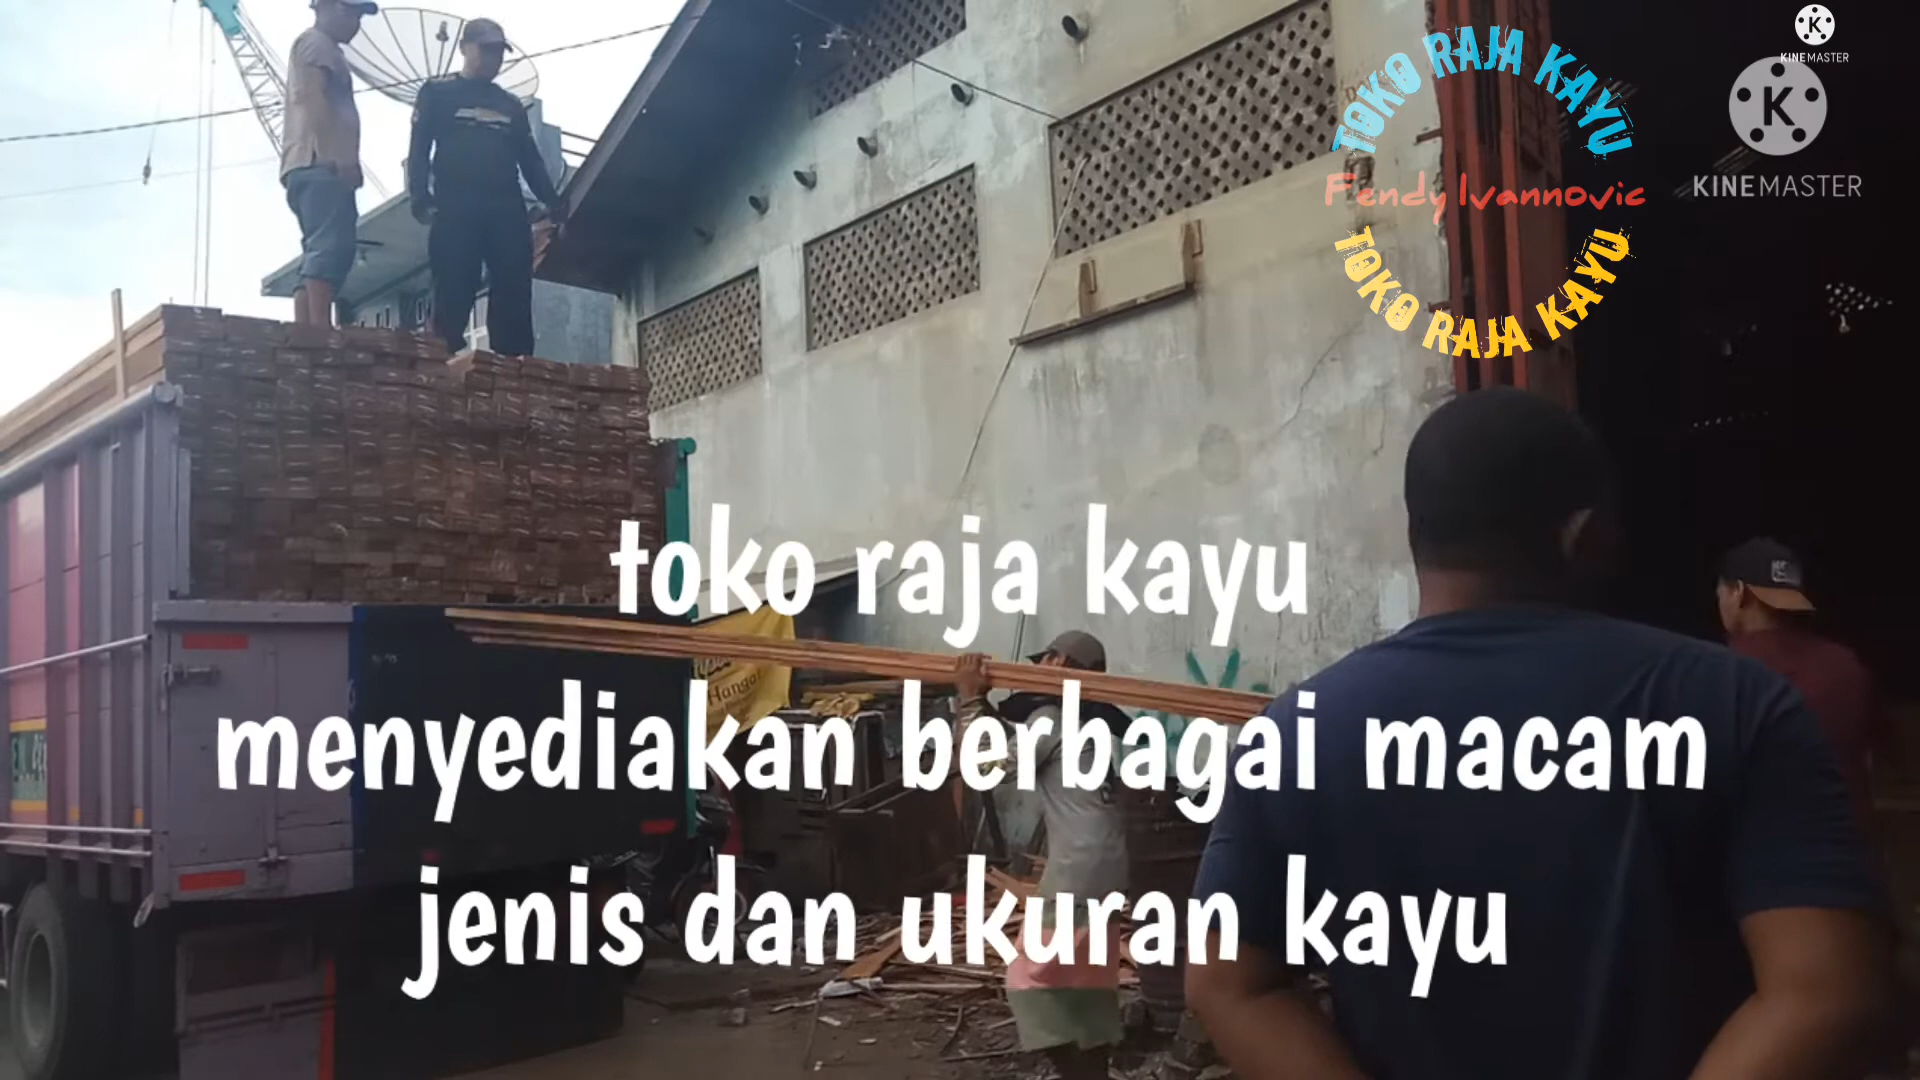 KINEMASTER
KINEMASTER
TOKO RAJA KAYU
Fendy Ivannovic
TOKO RAJA KAYU
Hangar
toko raja kayu
menyediakan berbagai macam
jenis dan ukuran kayu